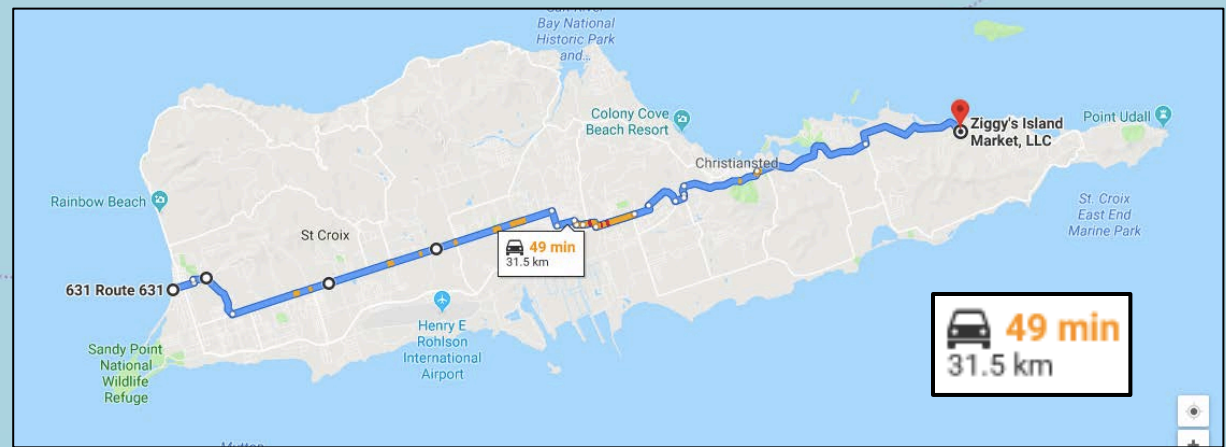 Bay National
Historic Park
and...
Colony Cove
Beach Resort
Point Udall
Ziggy's Island
Market, LLC
Christiansted
Rainbow Beach
St. Croix
East End
Marine Park
St Croix
49 min
31.5 km
631 Route 631
49 min
31.5 km
Henry E
Rohlson
International
Airport
Sandy Point
National
Wildlife
Refuge